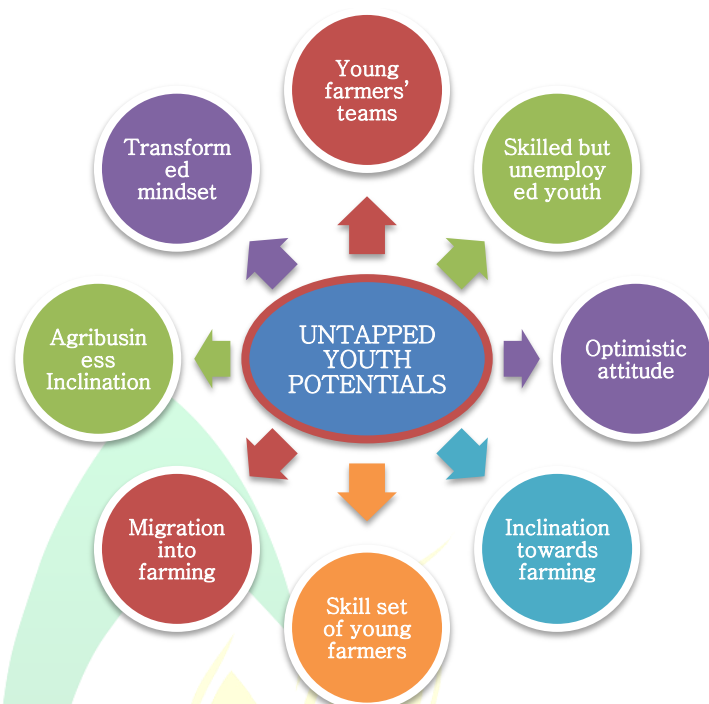 Young
farmers’
teams
Skilled but
unemploy
ed youth
Optimistic
attitude
Inclination
towards
farming
Skill set
of young
farmers
Migration
into
farming
Agribusin
ess
Inclination
Transform
ed
mindset
UNTAPPED
YOUTH
POTENTIALS